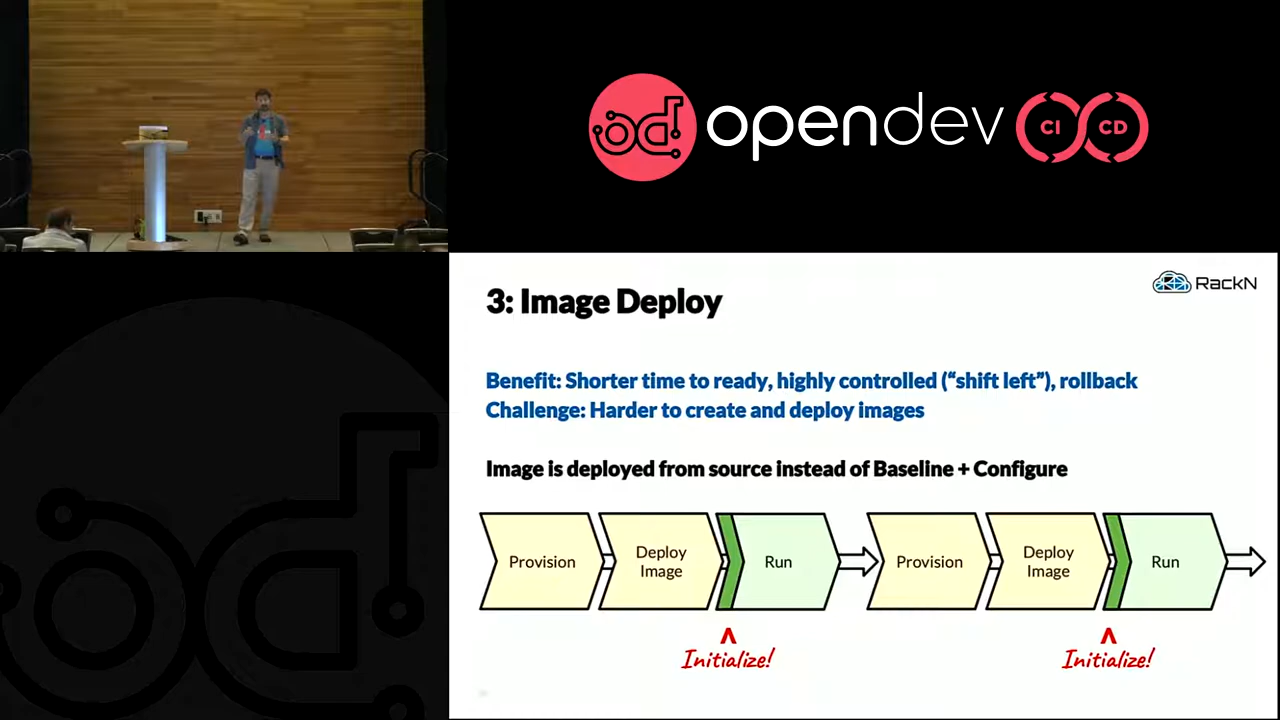 opendev CI CD
RackN
3: Image Deploy
Benefit: Shorter time to ready, highly controlled (“shift left”), rollback
Challenge: Harder to create and deploy images
Image is deployed from source instead of Baseline + Configure
Provision
Deploy
Image
Run
Provision
Deploy
Image
Run
^
Initialize!
^
Initialize!